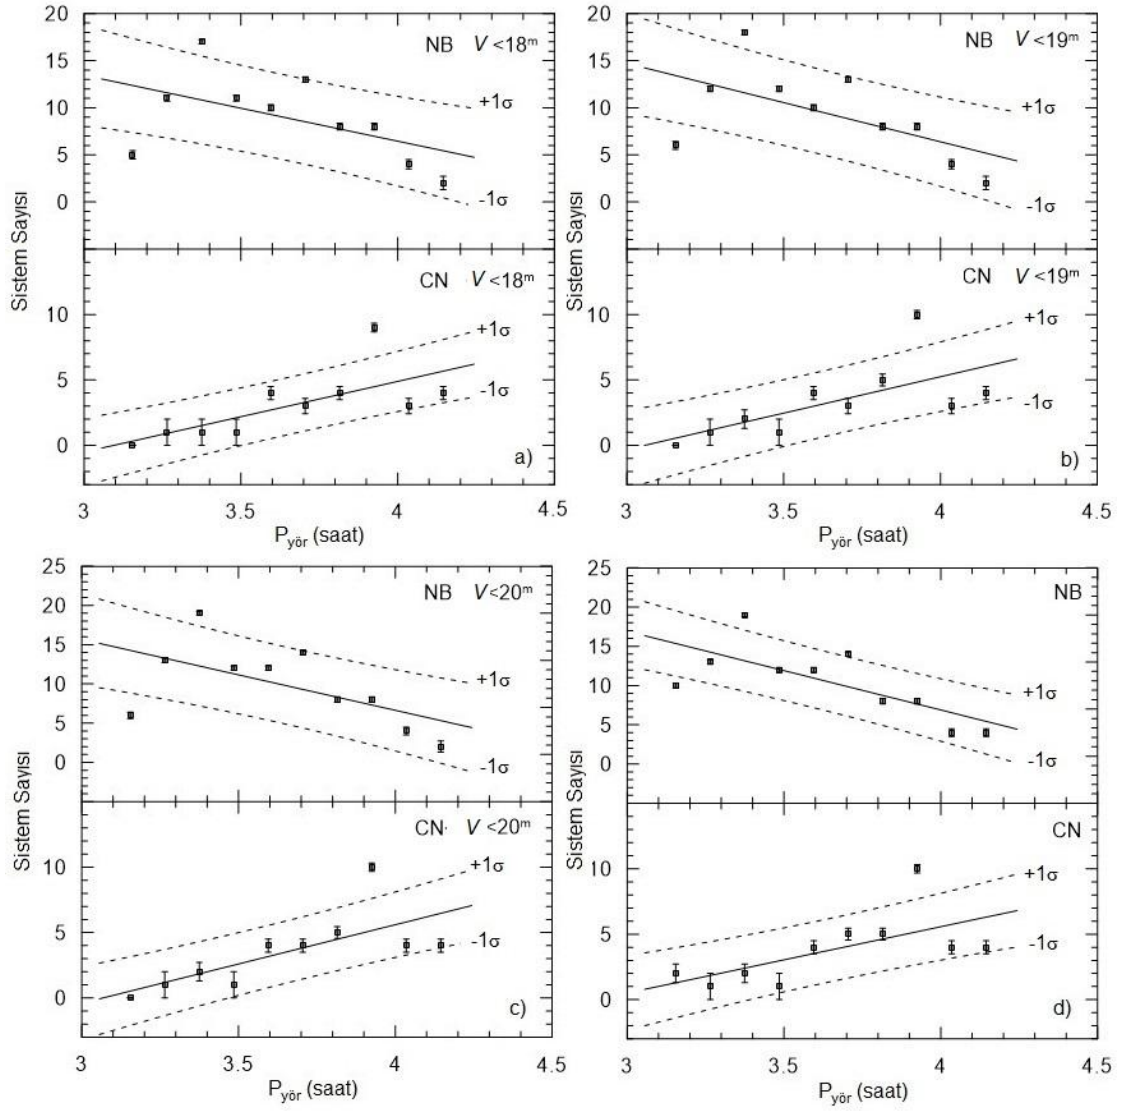 20
15
10
5
0
NB V <18ᵐ
+1σ
-1σ
10
5
0
CN V <18ᵐ
+1σ
-1σ
a)
3 3.5 4 4.5
Sistem Sayısı
Pyör (saat)
20
15
10
5
0
NB V <19ᵐ
+1σ
-1σ
10
5
0
CN V <19ᵐ
+1σ
-1σ
b)
3 3.5 4 4.5
Sistem Sayısı
Pyör (saat)
25
20
15
10
5
0
NB V <20ᵐ
+1σ
-1σ
10
5
0
CN V <20ᵐ
+1σ
-1σ
c)
3 3.5 4 4.5
Sistem Sayısı
Pyör (saat)
25
20
15
10
5
0
NB
+1σ
-1σ
10
5
0
CN
+1σ
-1σ
d)
3 3.5 4 4.5
Sistem Sayısı
Pyör (saat)